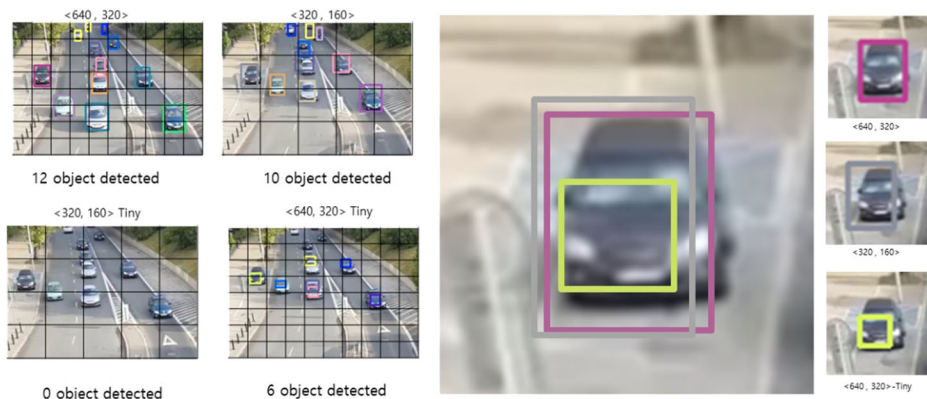 <640 , 320>
<320 , 160>
12 object detected
10 object detected
<320, 160> Tiny
<640, 320> Tiny
0 object detected
6 object detected
<640 , 320>
<320 , 160>
<640 , 320>-Tiny